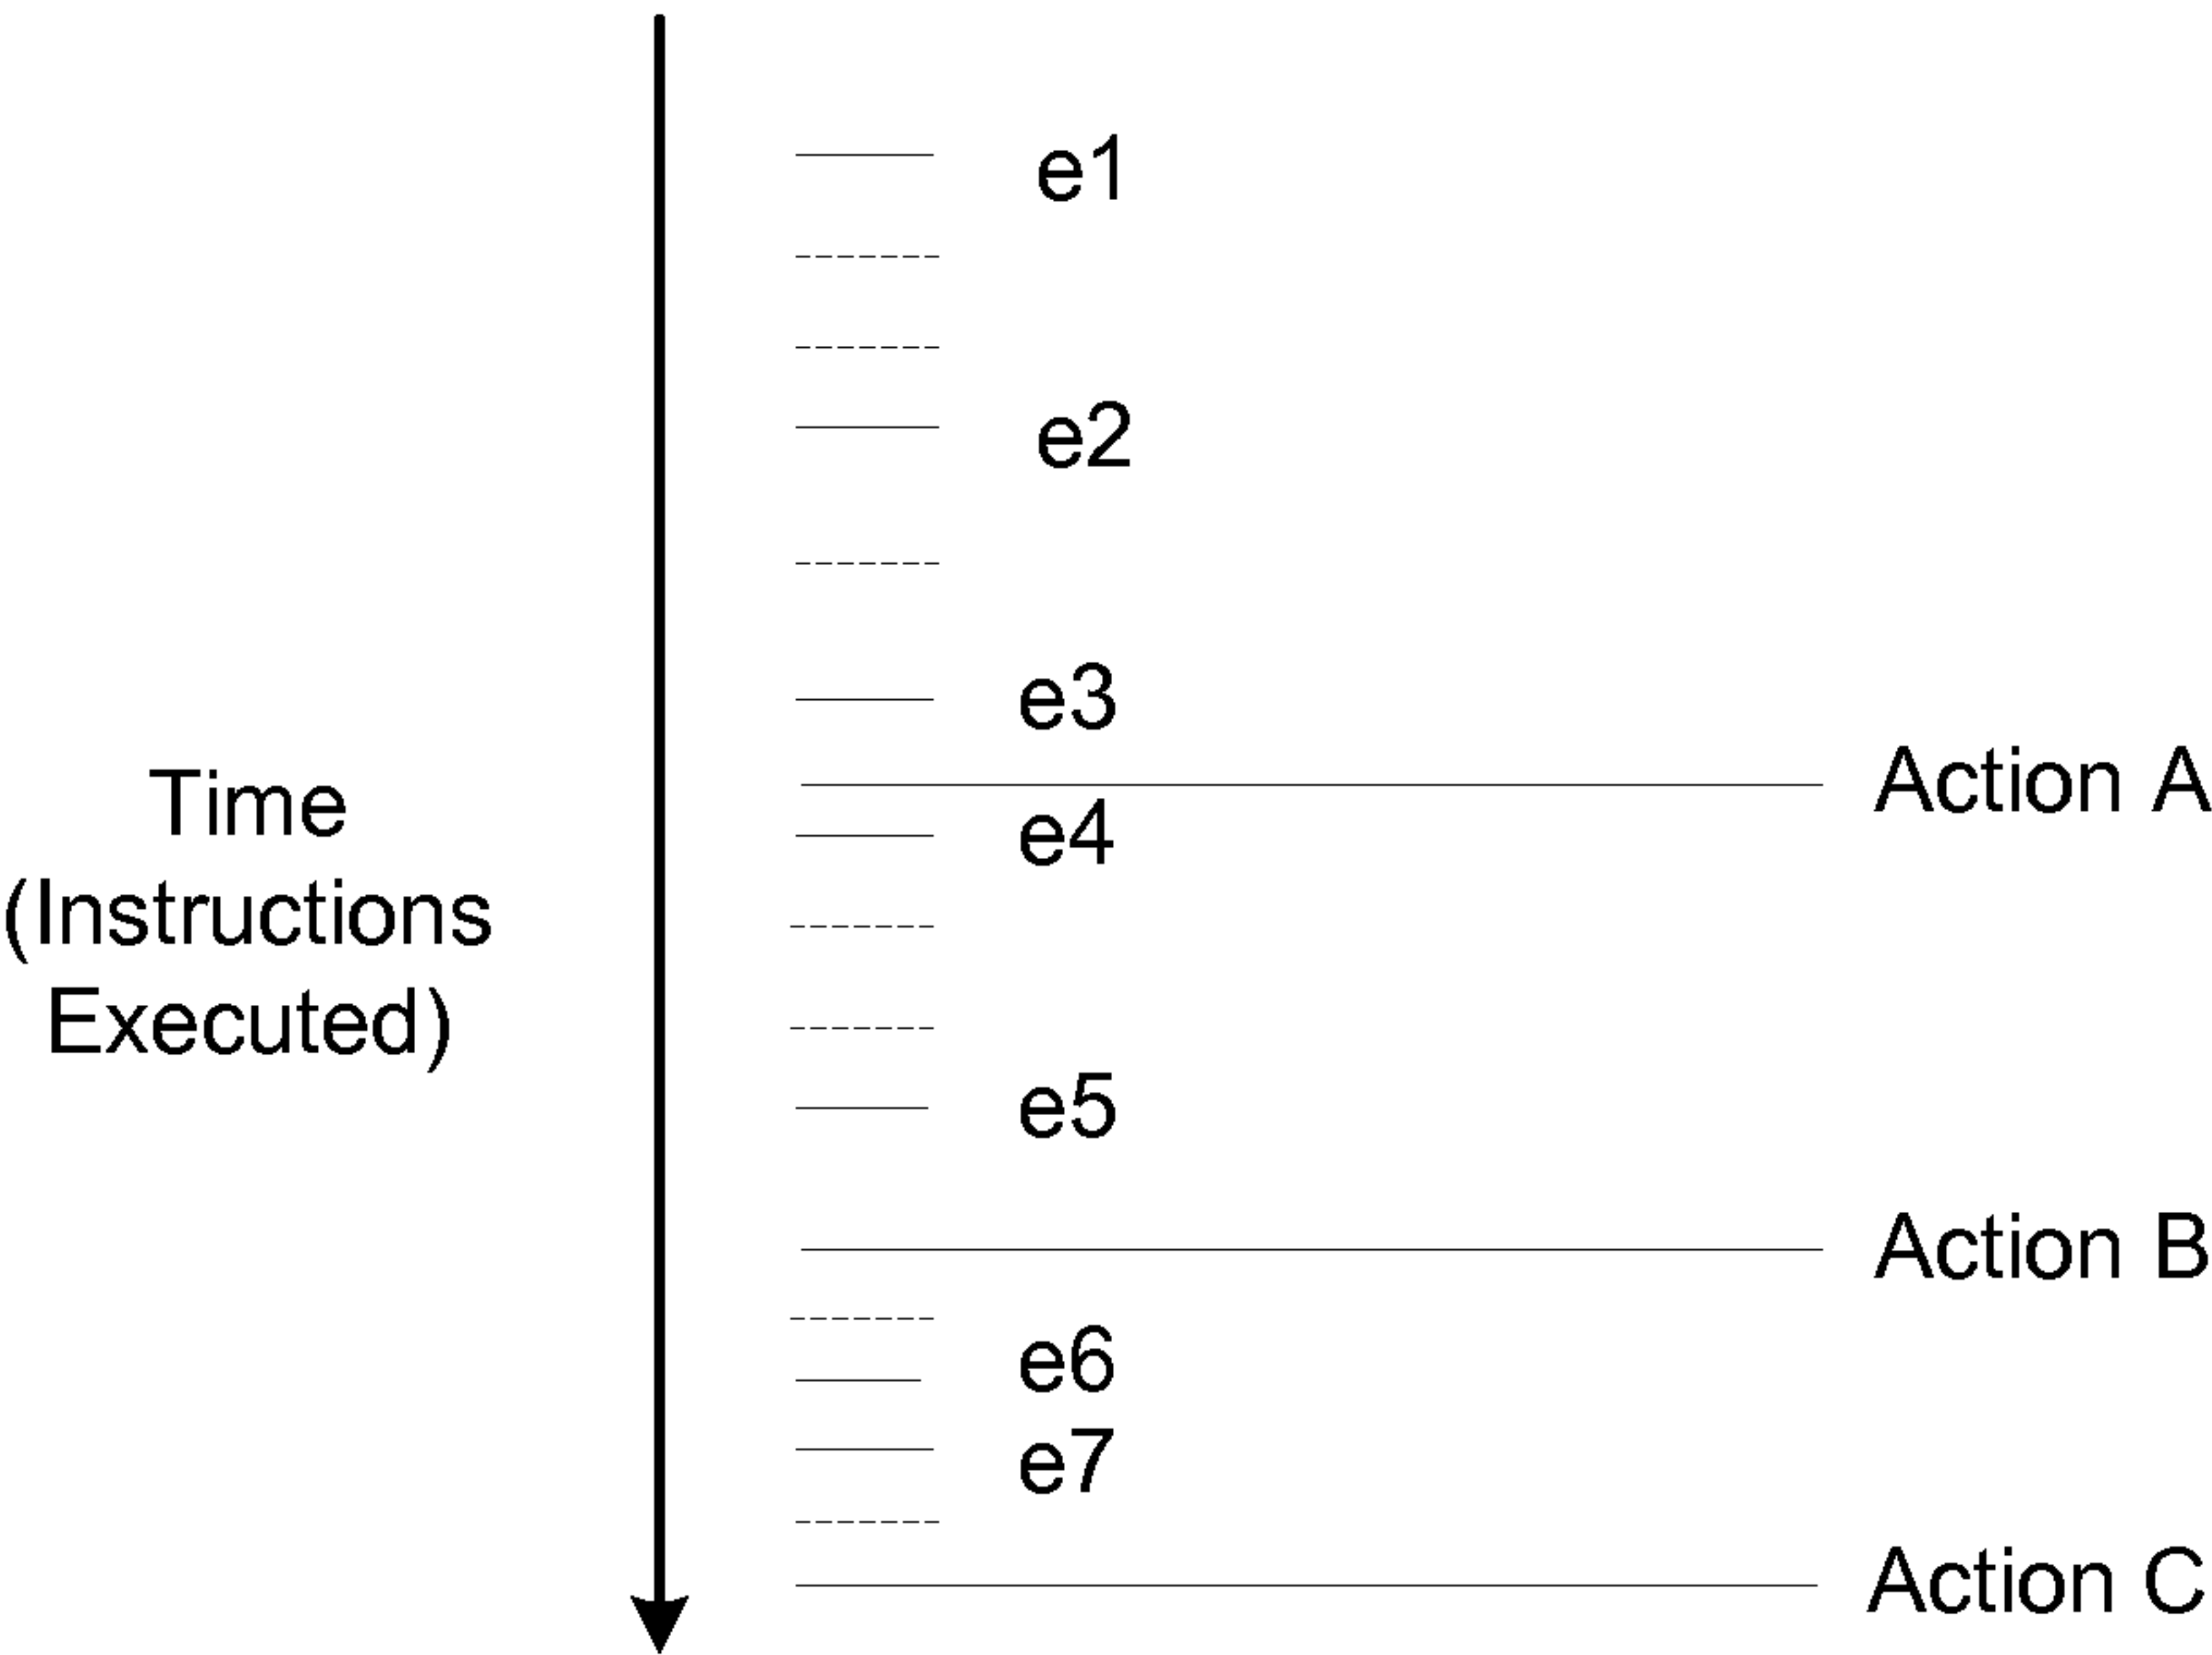 e1
e2
e3
Action A
e4
Time
(Instructions
Executed)
e5
Action B
e6
e7
Action C